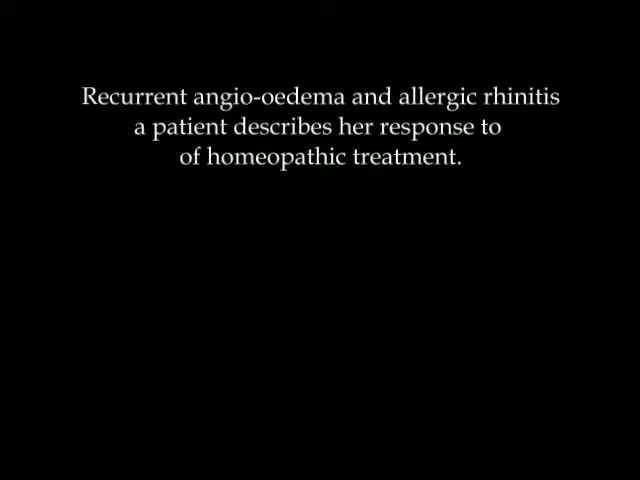 Recurrent angio-oedema and allergic rhinitis
a patient describes her response to
of homeopathic treatment.